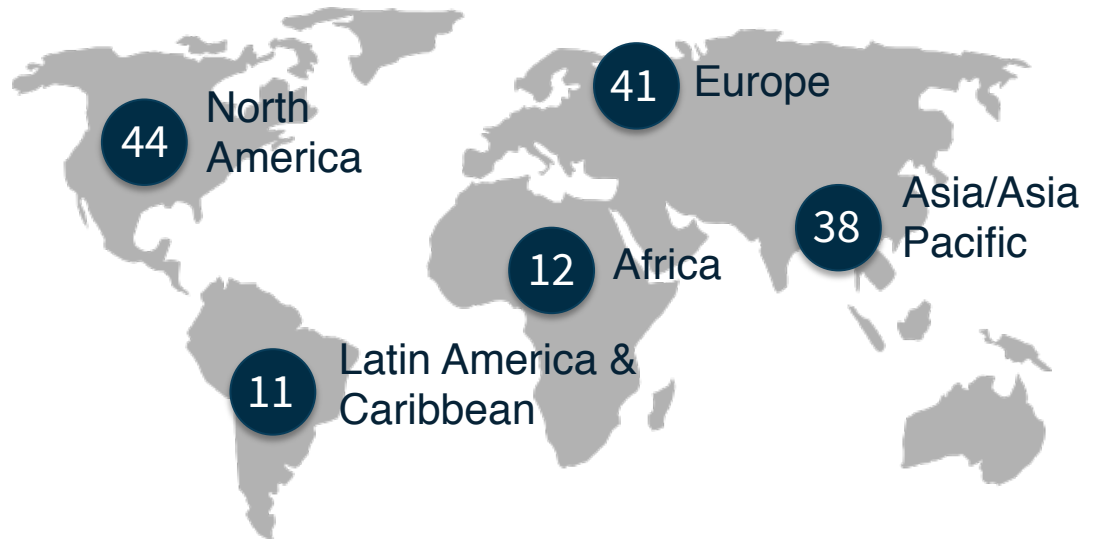 44
North
America
41
Europe
38
Asia/Asia
Pacific
12
Africa
11
Latin America &
Caribbean